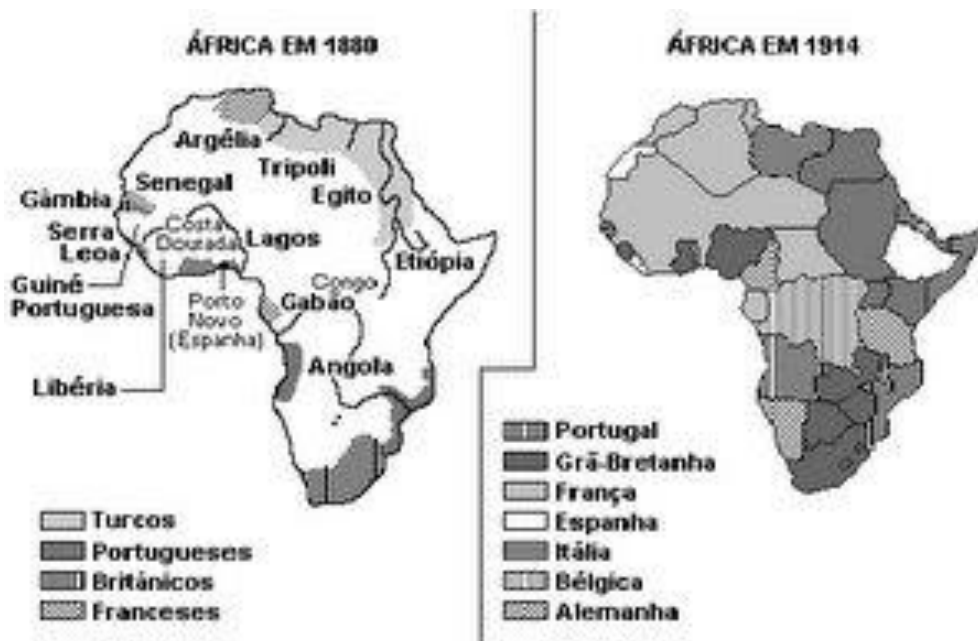 ÁFRICA EM 1880
Argélia
Tripoli
Egito
Senegal
Gâmbia
Costa
Dourada
Lagos
Serra
Leoa
Etiópia
Guiné
Portuguesa
Congo
Gabão
Porto
Novo
(Espanha)
Angola
Libéria
Turcos
Portugueses
Britânicos
Franceses
ÁFRICA EM 1914
Portugal
Grã-Bretanha
França
Espanha
Itália
Bélgica
Alemanha